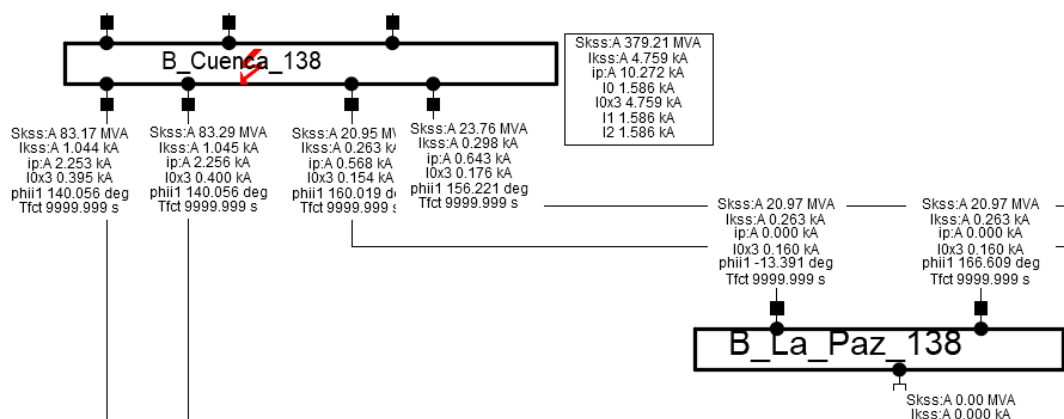 B_Cuenca_138
Skss:A 379.21 MVA
Ikss:A 4.759 kA
ip:A 10.272 kA
I0 1.586 kA
I0x3 4.759 kA
I1 1.586 kA
I2 1.586 kA
Skss:A 83.17 MVA
Ikss:A 1.044 kA
ip:A 2.253 kA
I0x3 0.395 kA
phii1 140.056 deg
Tfct 9999.999 s
Skss:A 83.29 MVA
Ikss:A 1.045 kA
ip:A 2.256 kA
I0x3 0.400 kA
phii1 140.056 deg
Tfct 9999.999 s
Skss:A 20.95
Ikss:A 0.263 kA
ip:A 0.568 kA
I0x3 0.154 kA
phii1 160.019
Tfct 9999.999 s
Skss:A 23.76 MVA
Ikss:A 0.298 kA
ip:A 0.643 kA
I0x3 0.176 kA
phii1 156.221 deg
Tfct 9999.999 s
Skss:A 20.97 MVA
Ikss:A 0.263 kA
ip:A 0.000 kA
I0x3 0.160 kA
phii1 -13.391 deg
Tfct 9999.999 s
Skss:A 20.97 MVA
Ikss:A 0.263 kA
ip:A 0.000 kA
I0x3 0.160 kA
phii1 166.609 deg
Tfct 9999.999 s
B_La_Paz_138
Skss:A 0.00 MVA
Ikss:A 0.000 kA